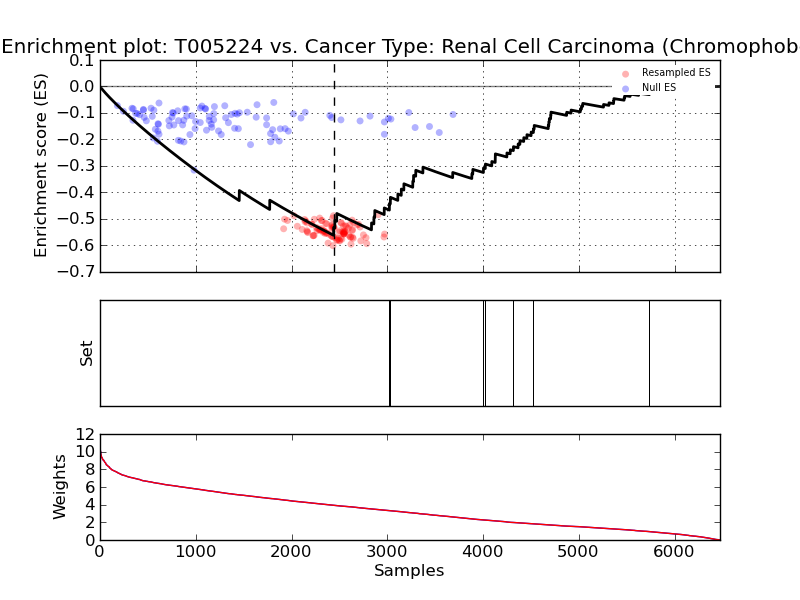 Enrichment plot: T005224 vs. Cancer Type: Renal Cell Carcinoma (Chromophob
0.1
0.0
−0.1
−0.2
−0.3
−0.4
−0.5
−0.6
−0.7
Enrichment score (ES)
Resampled ES
Null ES
Set
12
10
8
6
4
2
0
Weights
0 1000 2000 3000 4000 5000 6000
Samples